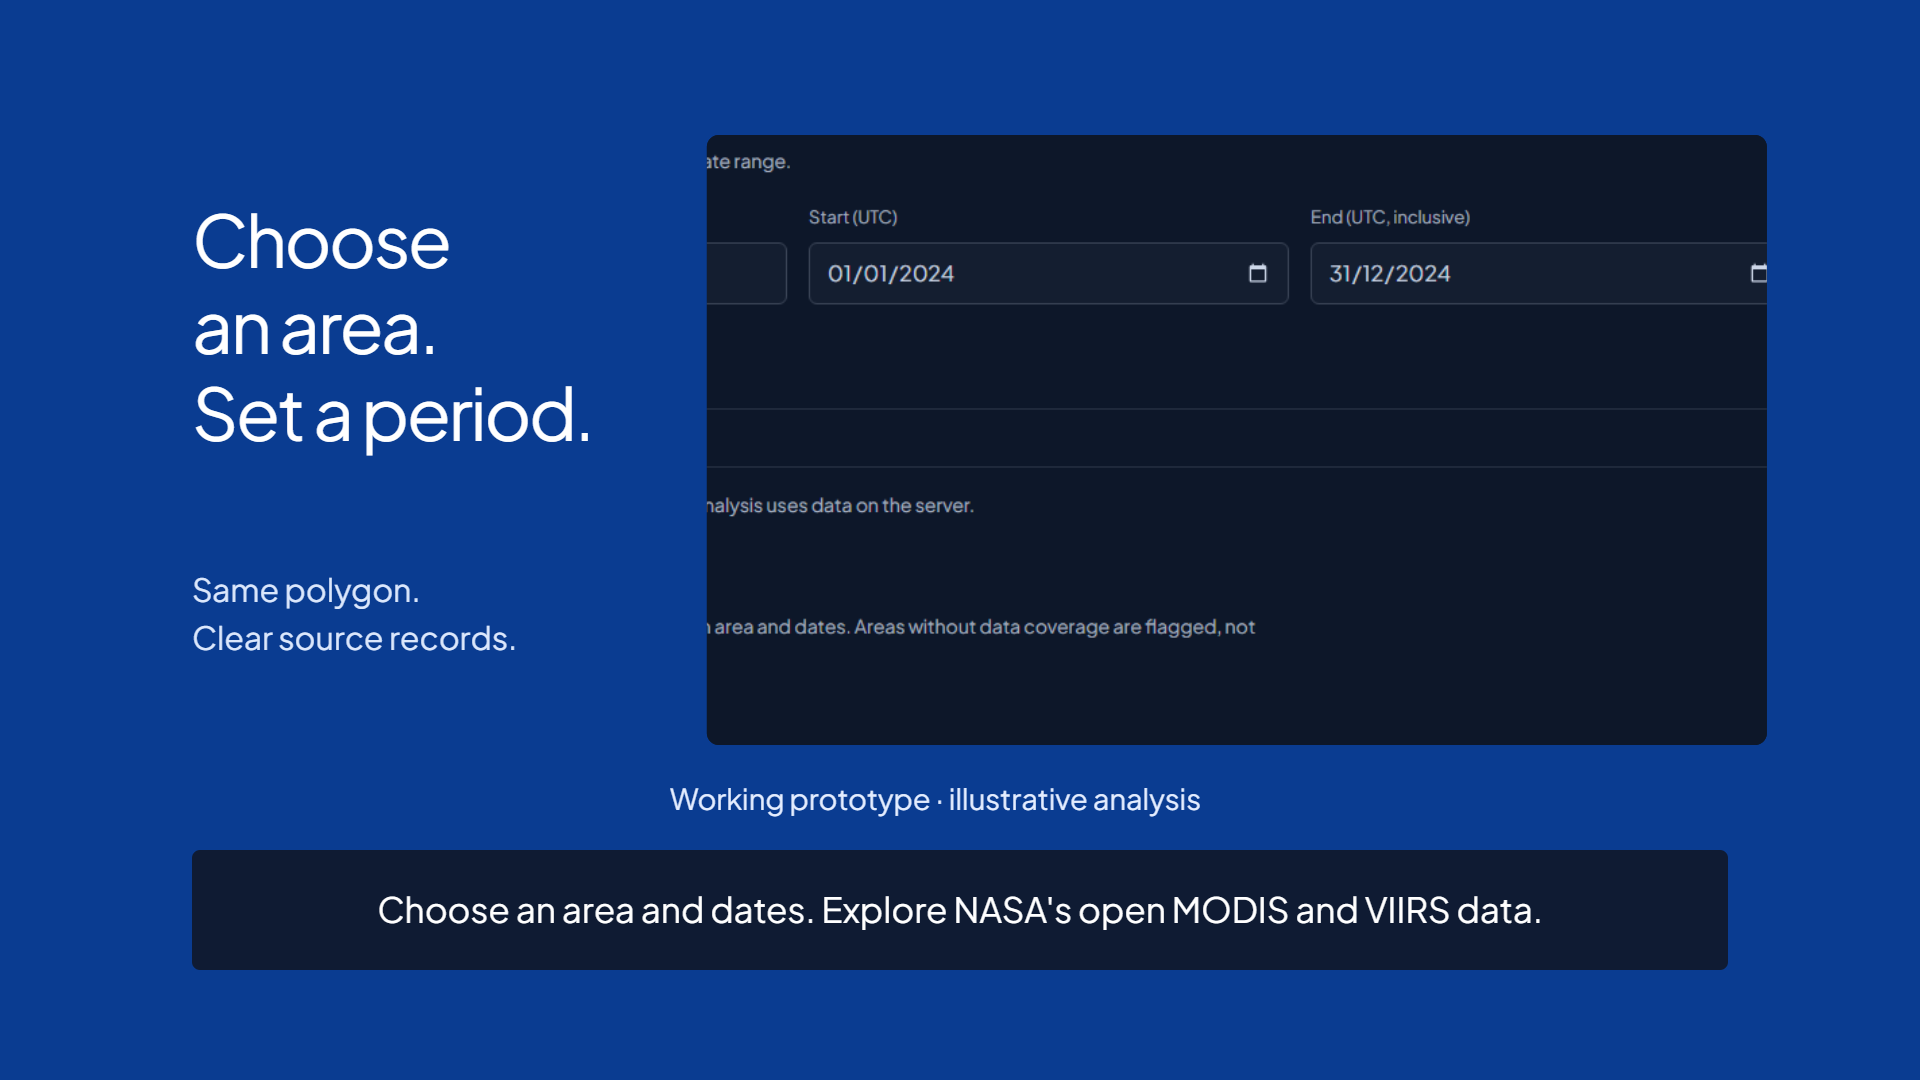 Choose
an area.
Set a period.
Same polygon.
Clear source records.
ate range.
Start (UTC)
End (UTC, inclusive)
01/01/2024
31/12/2024
nalysis uses data on the server.
area and dates. Areas without data coverage are flagged, not
Working prototype · illustrative analysis
Choose an area and dates. Explore NASA's open MODIS and VIIRS data.